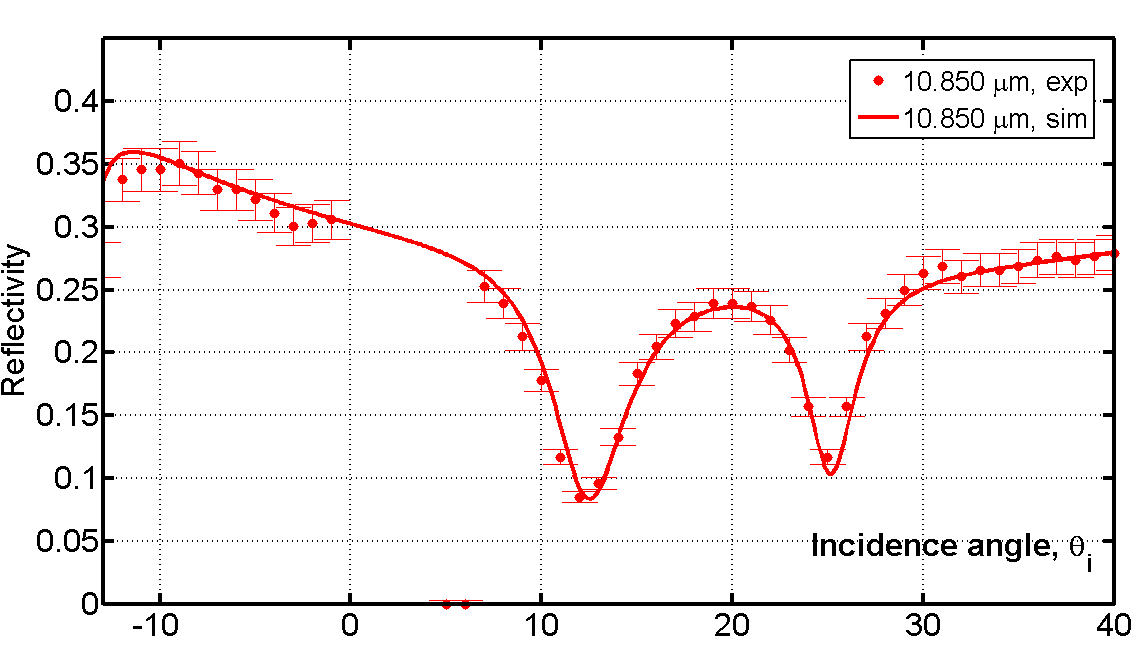 0.4
0.35
0.3
0.25
0.2
0.15
0.1
0.05
0
Reflectivity
10.850 μm, exp
10.850 μm, sim
Incidence angle, θi
-10 0 10 20 30 40